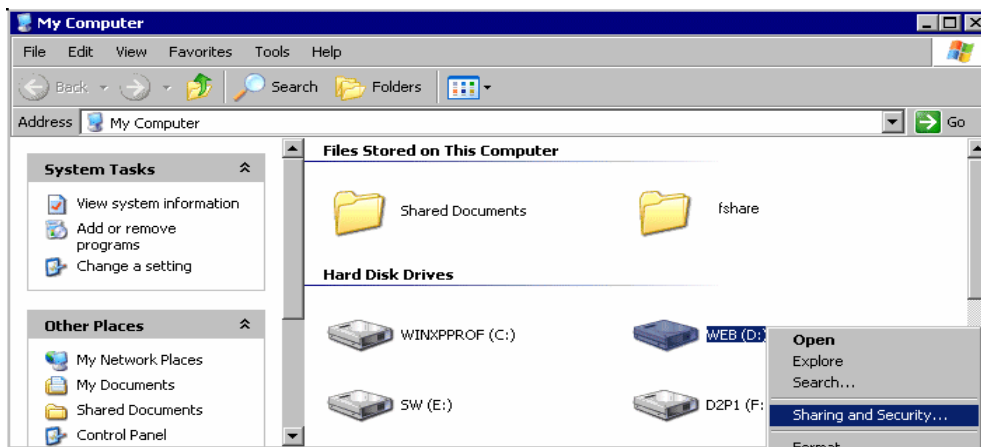 My Computer
File Edit View Favorites Tools Help
Back Search Folders
Address My Computer Go
System Tasks
View system information
Add or remove
programs
Change a setting
Other Places
My Network Places
My Documents
Shared Documents
Control Panel
Files Stored on This Computer
Shared Documents fshare
Hard Disk Drives
WINXPPROF (C:) WEB (D:)
SW (E:) D2P1 (F:
Open
Explore
Search...
Sharing and Security...
Format